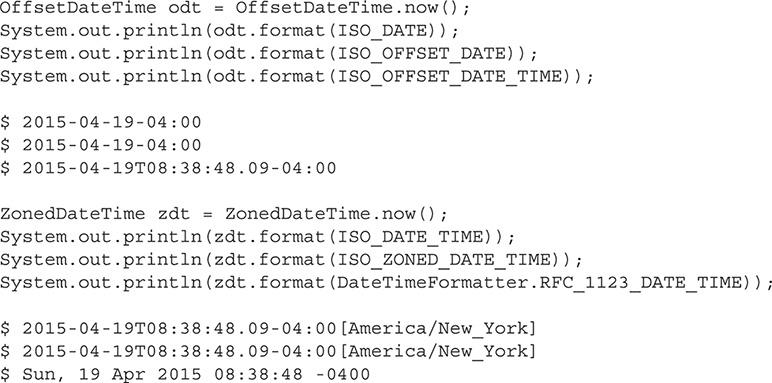 OffsetDateTime odt = OffsetDateTime.now();
System.out.println(odt.format(ISO_DATE));
System.out.println(odt.format(ISO_OFFSET_DATE));
System.out.println(odt.format(ISO_OFFSET_DATE_TIME));
$ 2015-04-19-04:00
$ 2015-04-19-04:00
$ 2015-04-19T08:38:48.09-04:00
ZonedDateTime zdt = ZonedDateTime.now();
System.out.println(zdt.format(ISO_DATE_TIME));
System.out.println(zdt.format(ISO_ZONED_DATE_TIME));
System.out.println(zdt.format(DateTimeFormatter.RFC_1123_DATE_TIME));
$ 2015-04-19T08:38:48.09-04:00[America/New_York]
$ 2015-04-19T08:38:48.09-04:00[America/New_York]
$ Sun, 19 Apr 2015 08:38:48 -0400